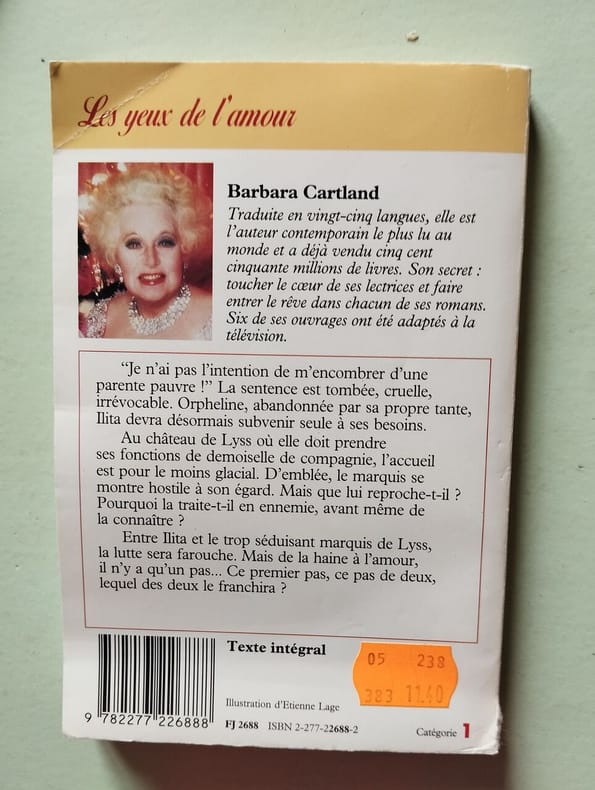 Les yeux de l'amour
Barbara Cartland
Traduite en vingt-cinq langues, elle est
l'auteur contemporain le plus lu au
monde et a déjà vendu cinq cent
cinquante millions de livres. Son secret :
toucher le cœur de ses lectrices et faire
entrer le rêve dans chacun de ses romans.
Six de ses ouvrages ont été adaptés à la
télévision.
"Je n'ai pas l'intention de m'encombrer d'une
parente pauvre !" La sentence est tombée, cruelle,
irrévocable. Orpheline, abandonnée par sa propre tante,
Ilita devra désormais subvenir seule à ses besoins.
Au château de Lyss où elle doit prendre
ses fonctions de demoiselle de compagnie, l'accueil
est pour le moins glacial. D'emblée, le marquis se
montre hostile à son égard. Mais que lui reproche-t-il ?
Pourquoi la traite-t-il en ennemie, avant même de
la connaître ?
Entre Ilita et le trop séduisant marquis de Lyss,
la lutte sera farouche. Mais de la haine à l'amour,
il n'y a qu'un pas... Ce premier pas, ce pas de deux,
lequel des deux le franchira ?
Texte intégral
05 238
383 11.40
Illustration d'Etienne Lage
9 782277 226888
FJ 2688 ISBN 2-277-22688-2
Catégorie 1